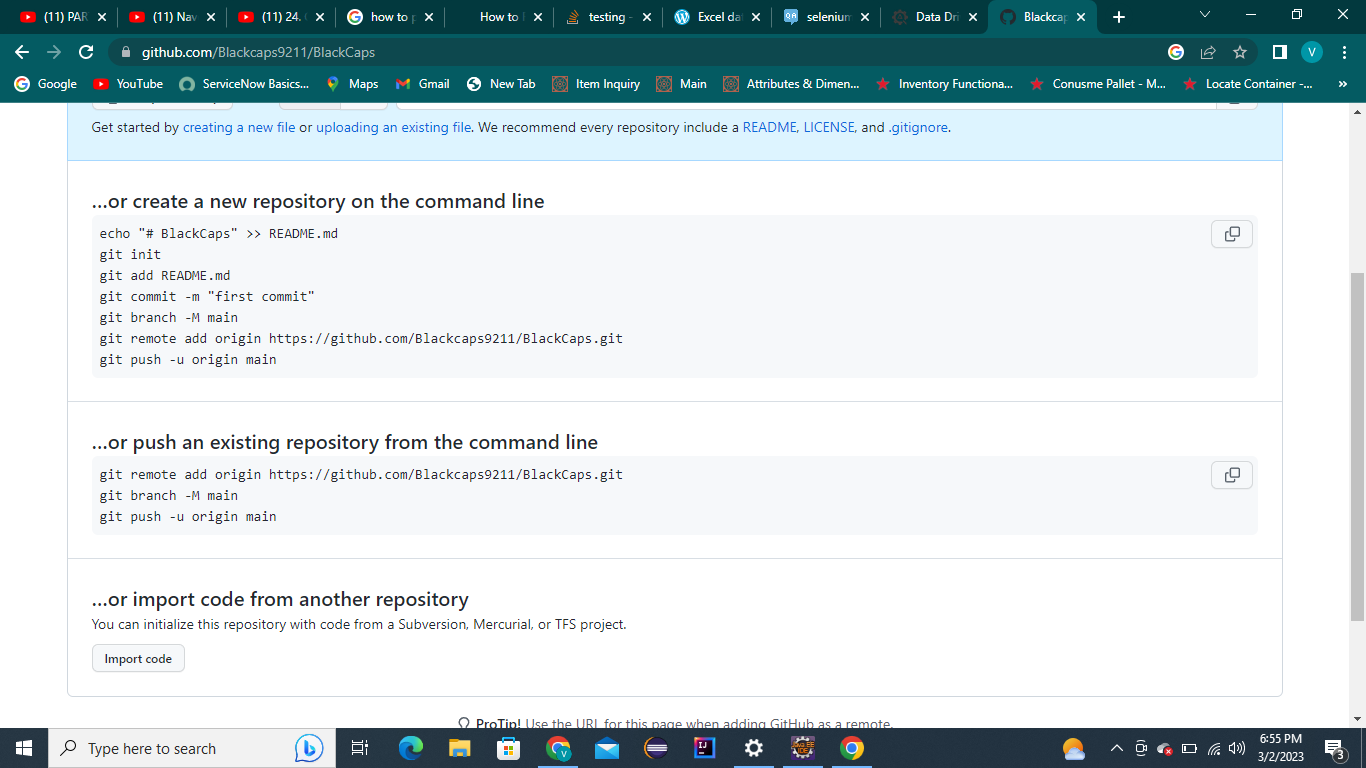 (11) PAR
(11) Nav
(11) 24.
how to p
How to
testing -
Excel da
selenium
Data Dri
Blackcap
github.com/Blackcaps9211/BlackCaps
V
Google
YouTube
ServiceNow Basics...
Maps
Gmail
New Tab
Item Inquiry
Main
Attributes & Dimen...
Inventory Functiona...
Conusme Pallet - M...
Locate Container -...
»
Get started by creating a new file or uploading an existing file. We recommend every repository include a README, LICENSE, and .gitignore.
...or create a new repository on the command line
echo "# BlackCaps" >> README.md
git init
git add README.md
git commit -m "first commit"
git branch -M main
git remote add origin https://github.com/Blackcaps9211/BlackCaps.git
git push -u origin main
...or push an existing repository from the command line
git remote add origin https://github.com/Blackcaps9211/BlackCaps.git
git branch -M main
git push -u origin main
...or import code from another repository
You can initialize this repository with code from a Subversion, Mercurial, or TFS project.
Import code
ProTip! Use the URL for this page when adding GitHub as a remote.
Type here to search
6:55 PM
3/2/2023
3